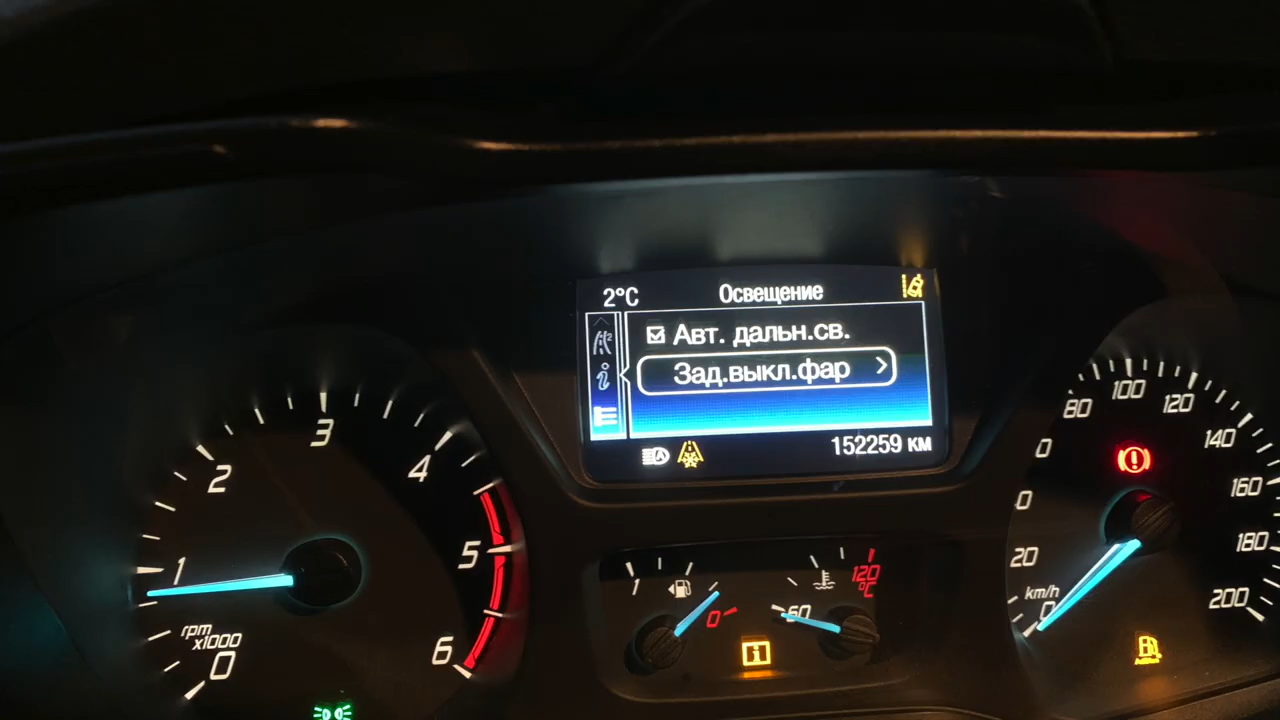 2°C
Освещение
Авт. дальн.св.
Зад.выкл.фар
152259 км
3
2
4
1
5
rpm
x1000
0
6
1
0
60
120
°C
80
100
120
140
0
160
0
180
20
km/h
0
200